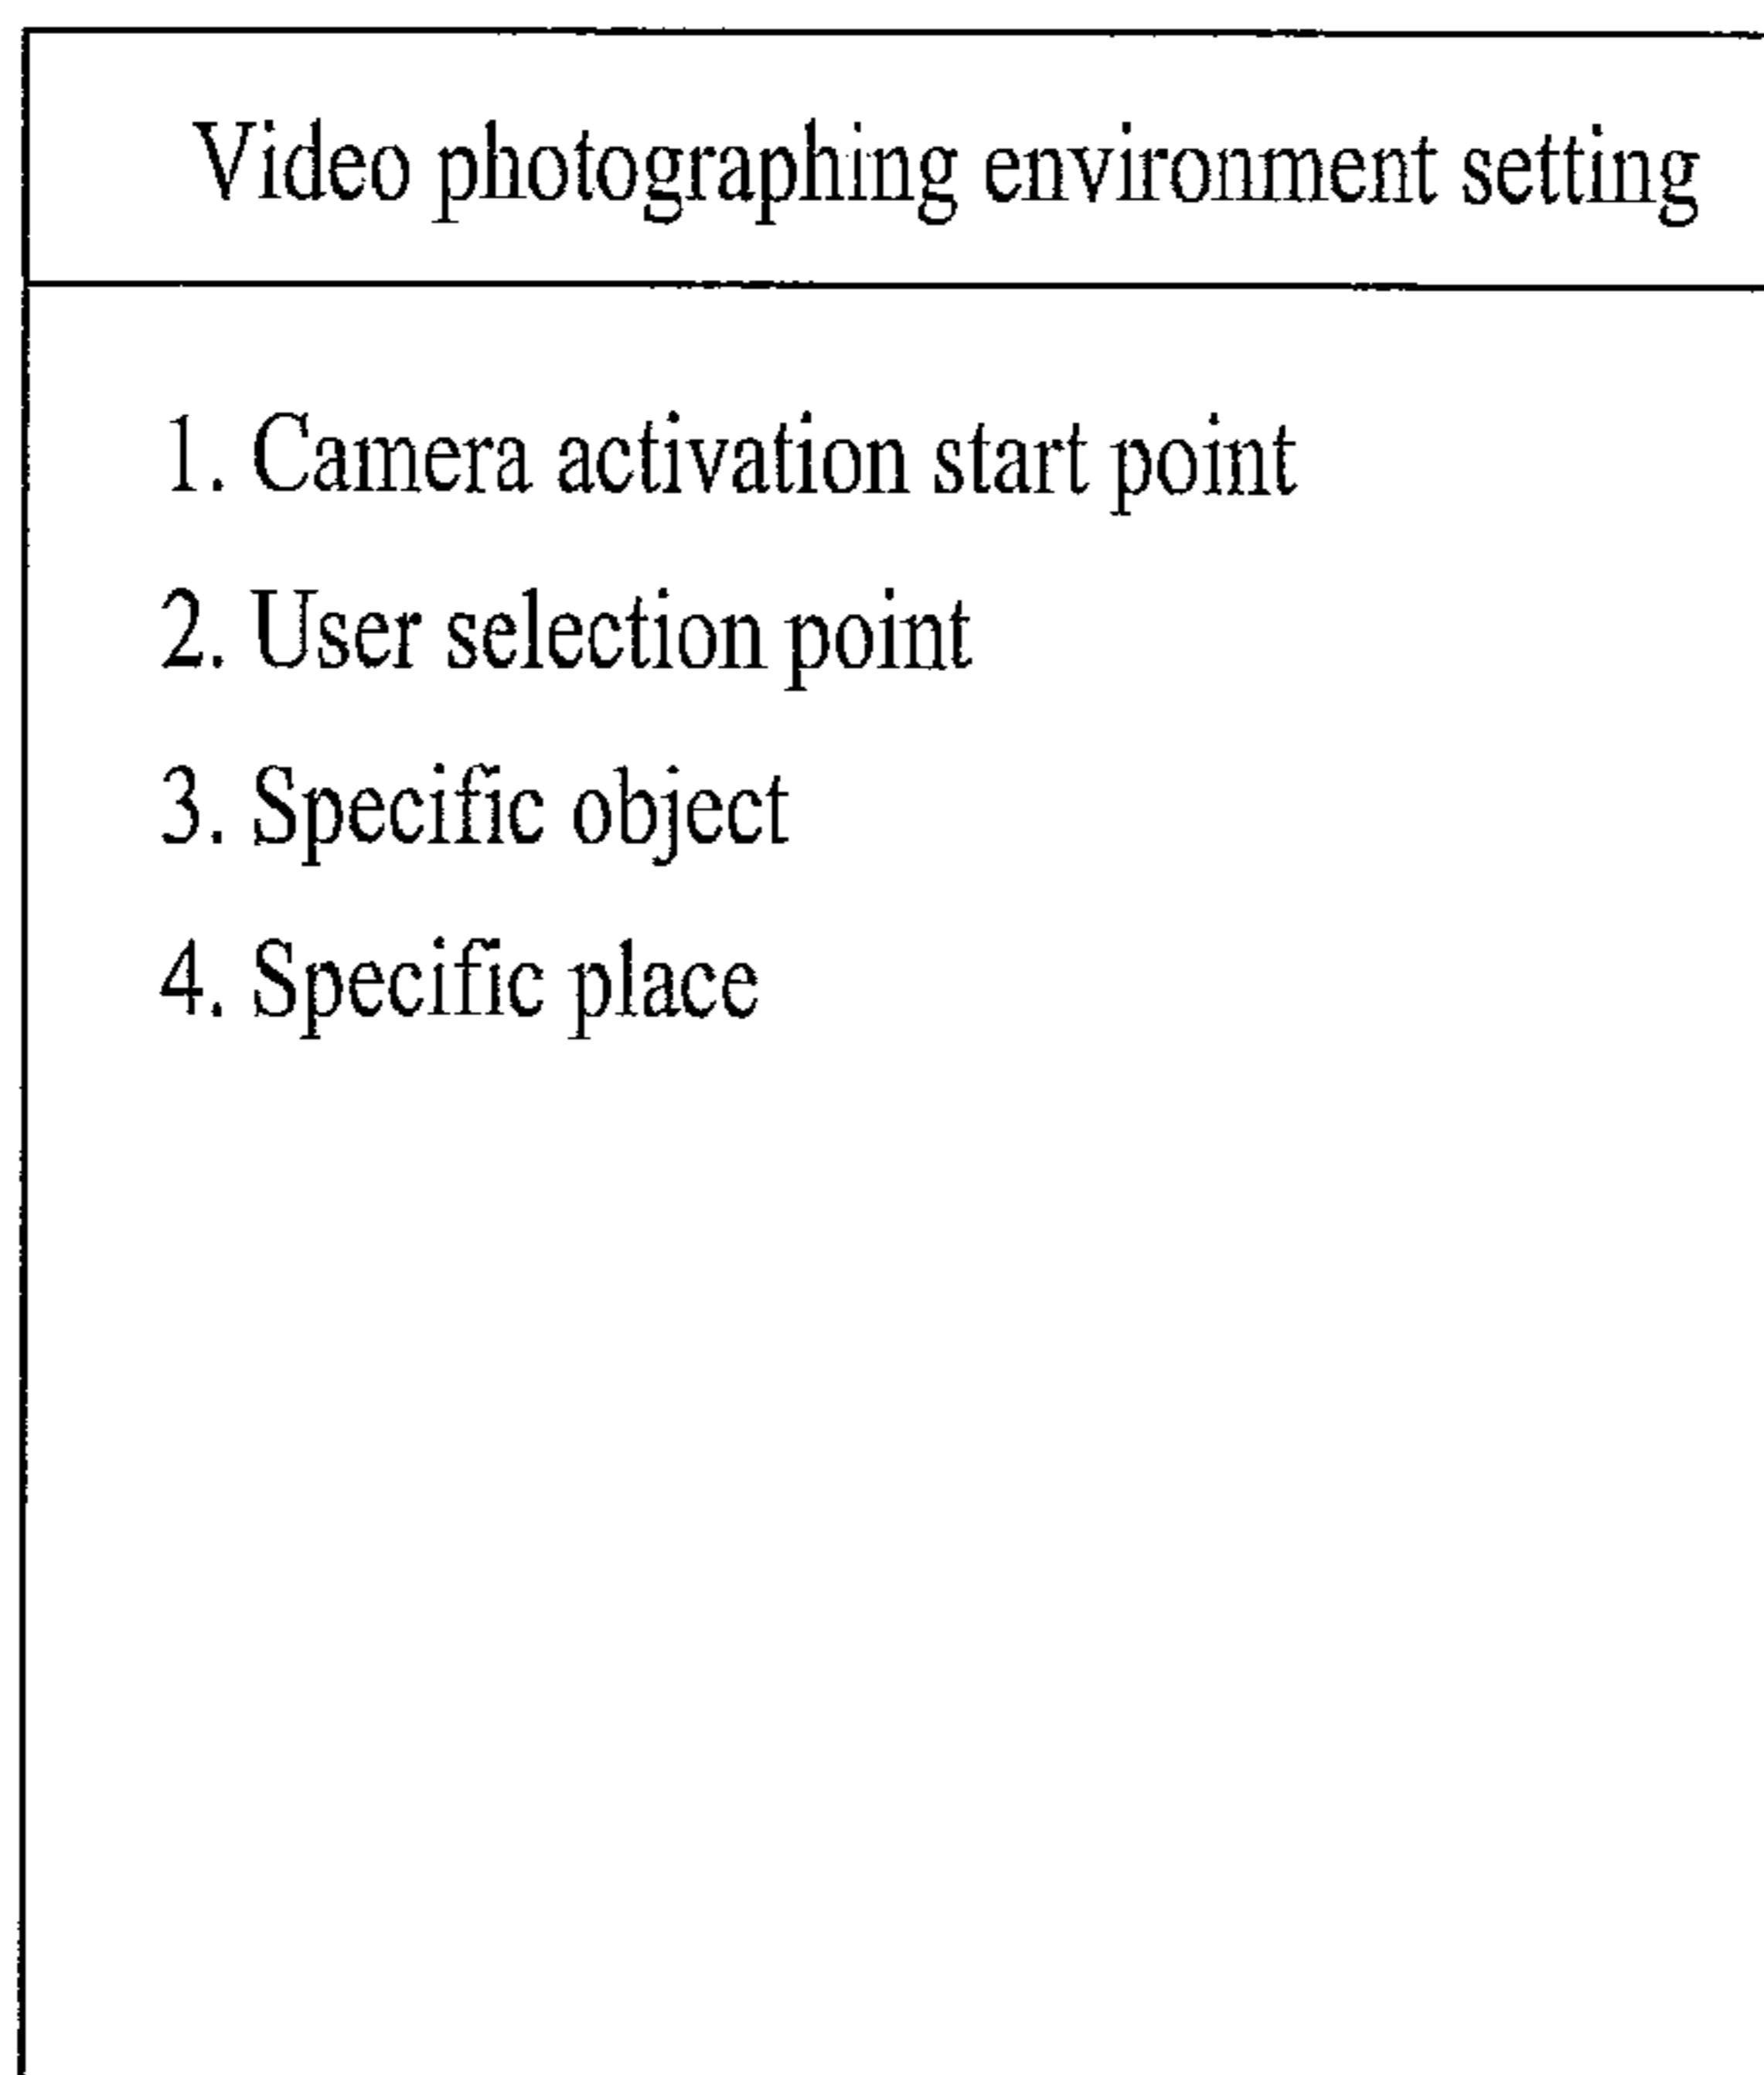 Video photographing environment setting
1. Camera activation start point
2. User selection point
3. Specific object
4. Specific place